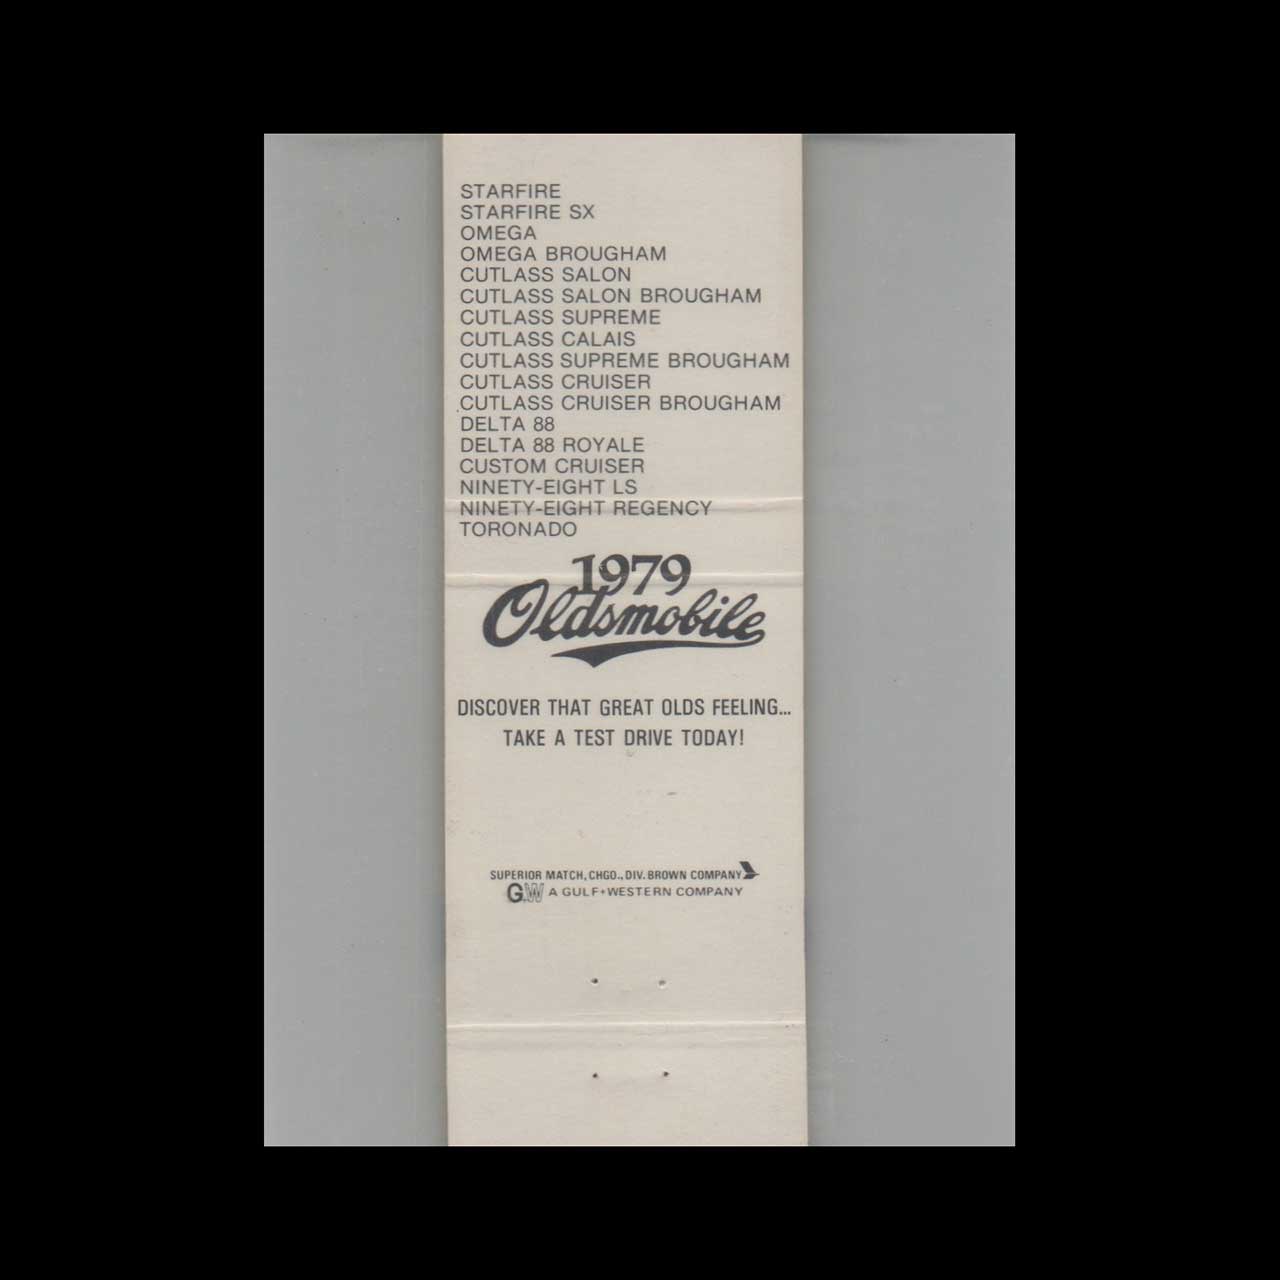 STARFIRE
STARFIRE SX
OMEGA
OMEGA BROUGHAM
CUTLASS SALON
CUTLASS SALON BROUGHAM
CUTLASS SUPREME
CUTLASS CALAIS
CUTLASS SUPREME BROUGHAM
CUTLASS CRUISER
CUTLASS CRUISER BROUGHAM
DELTA 88
DELTA 88 ROYALE
CUSTOM CRUISER
NINETY-EIGHT LS
NINETY-EIGHT REGENCY
TORONADO
1979
Oldsmobile
DISCOVER THAT GREAT OLDS FEELING...
TAKE A TEST DRIVE TODAY!
SUPERIOR MATCH, CHGO., DIV. BROWN COMPANY
G+W A GULF+WESTERN COMPANY